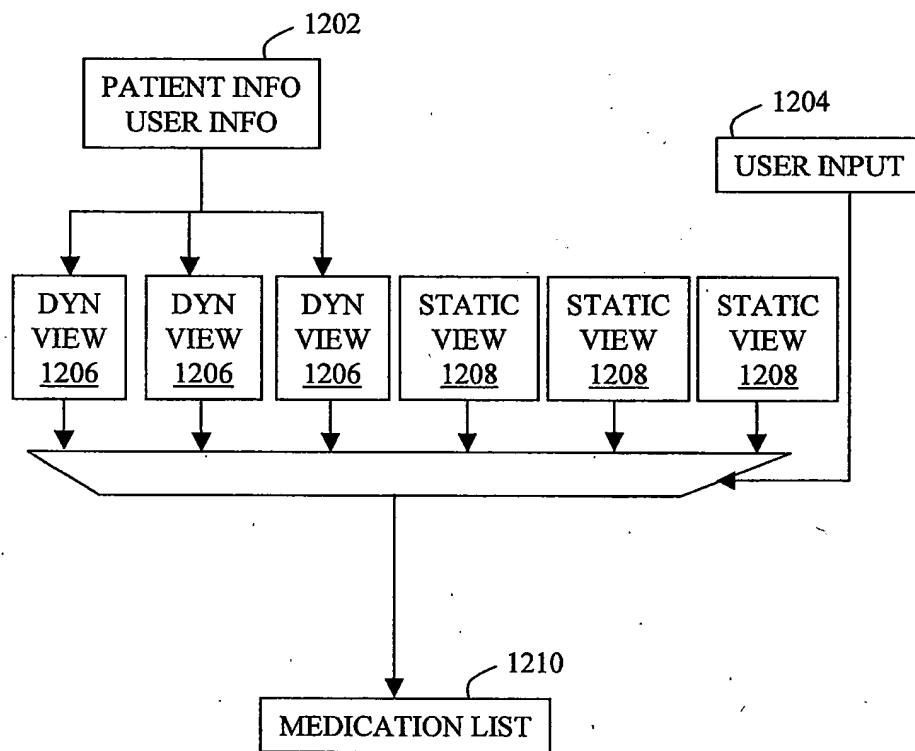 1202
PATIENT INFO
USER INFO
1204
USER INPUT
DYN
VIEW
1206
DYN
VIEW
1206
DYN
VIEW
1206
STATIC
VIEW
1208
STATIC
VIEW
1208
STATIC
VIEW
1208
1210
MEDICATION LIST